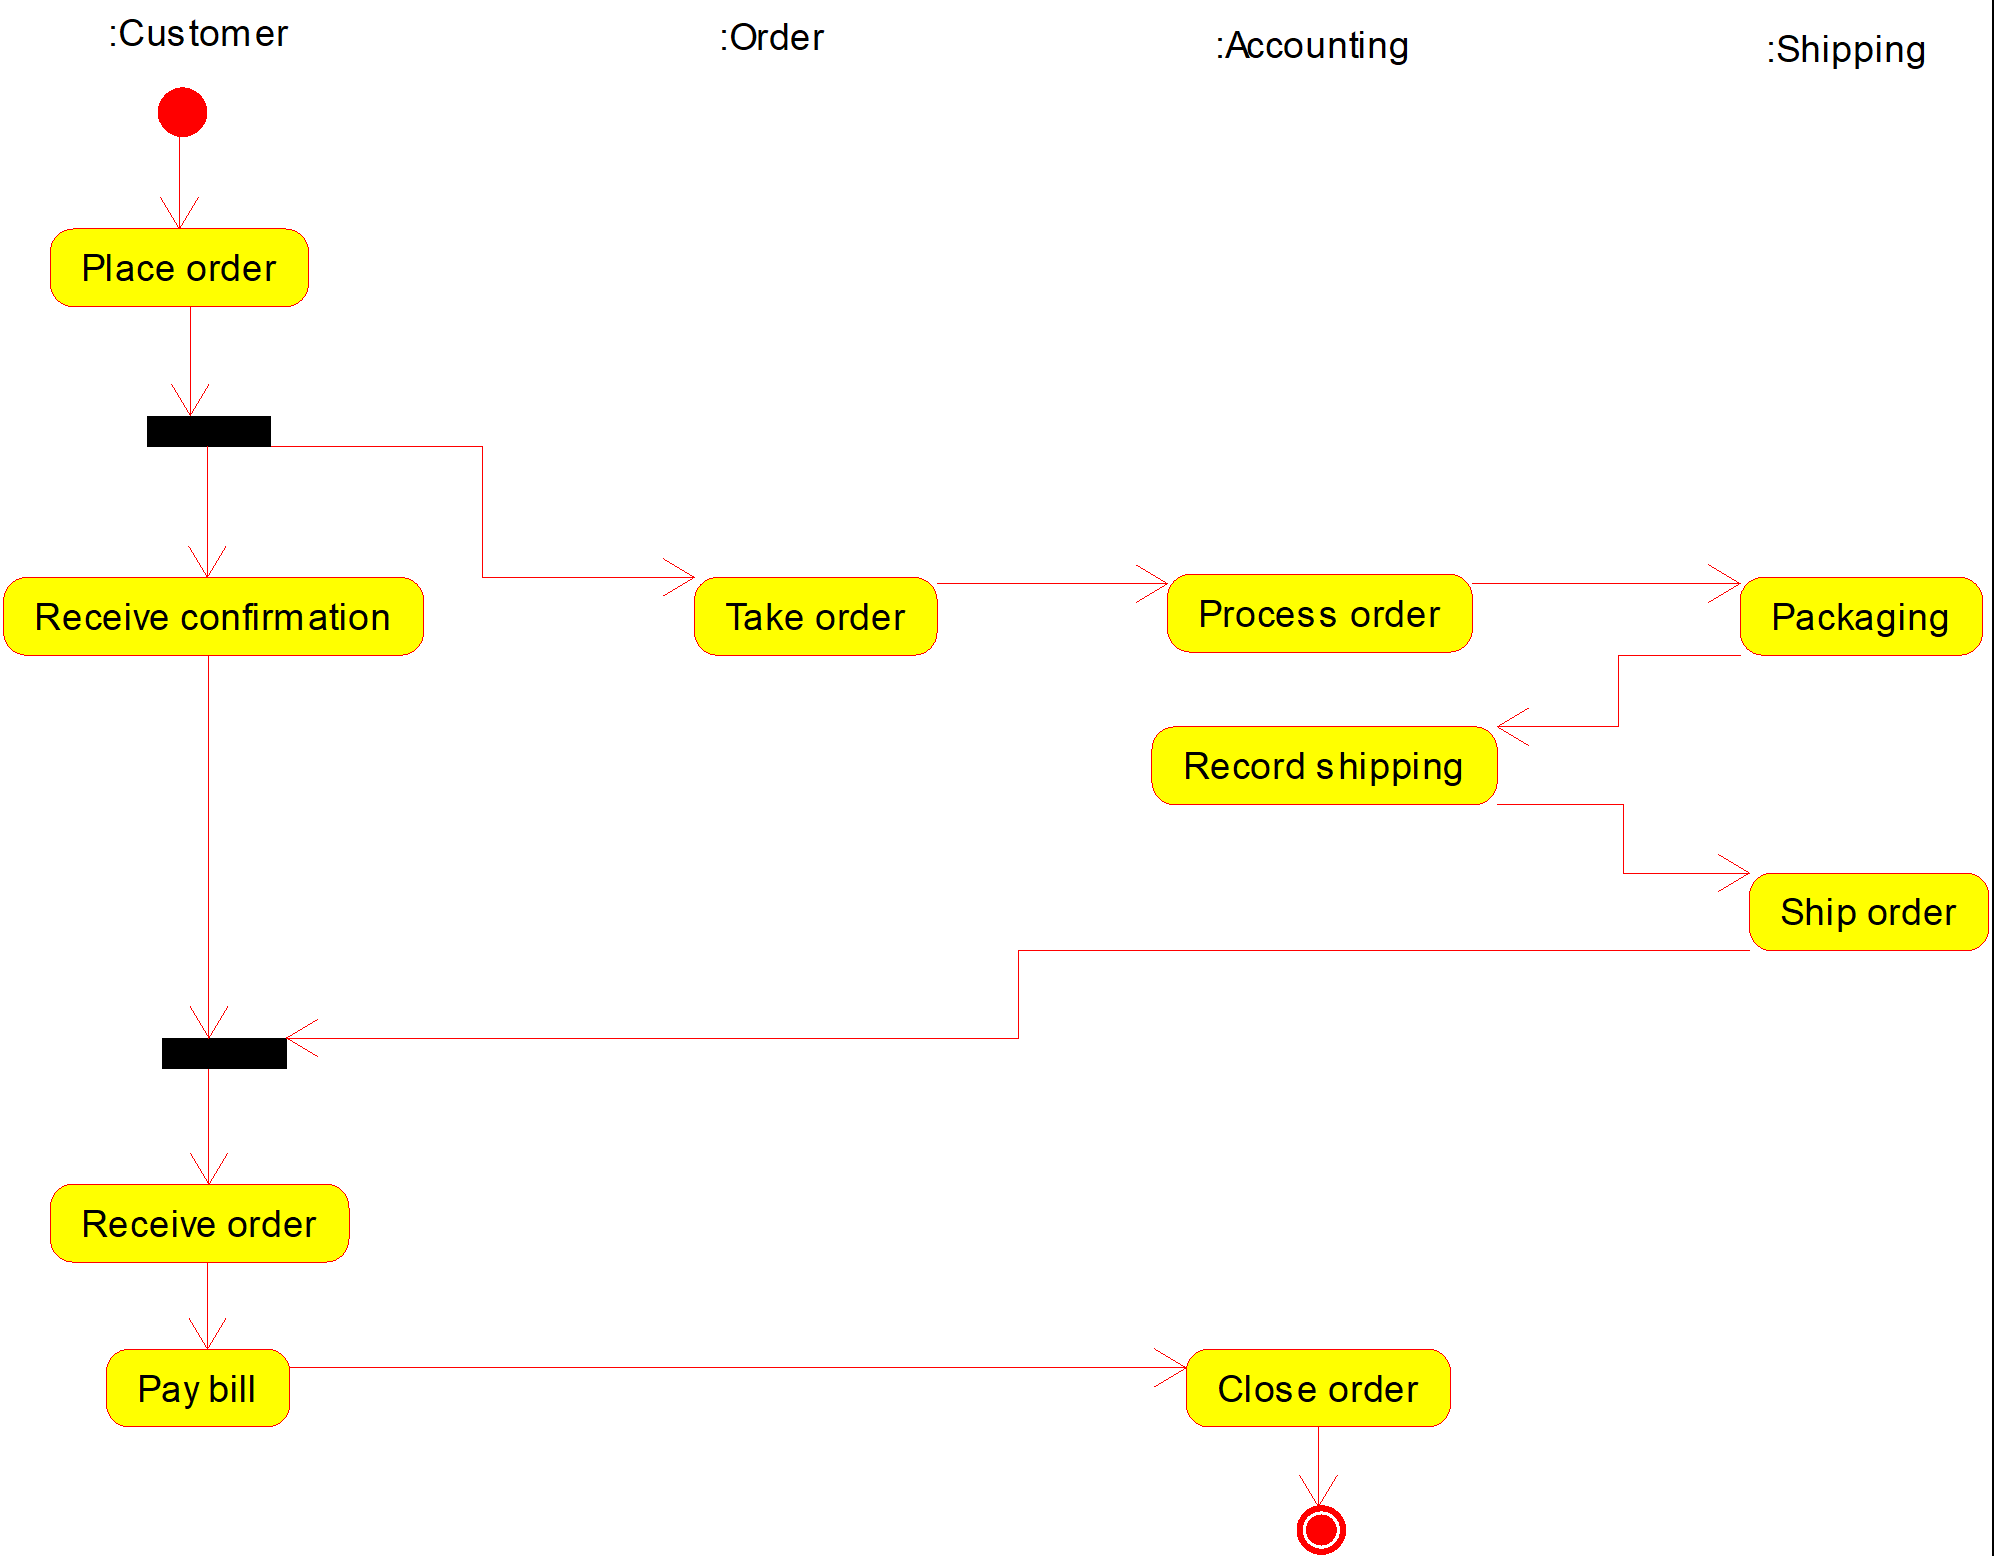 :Customer
:Order
:Accounting
:Shipping
Place order
Receive confirmation
Take order
Process order
Packaging
Record shipping
Ship order
Receive order
Pay bill
Close order